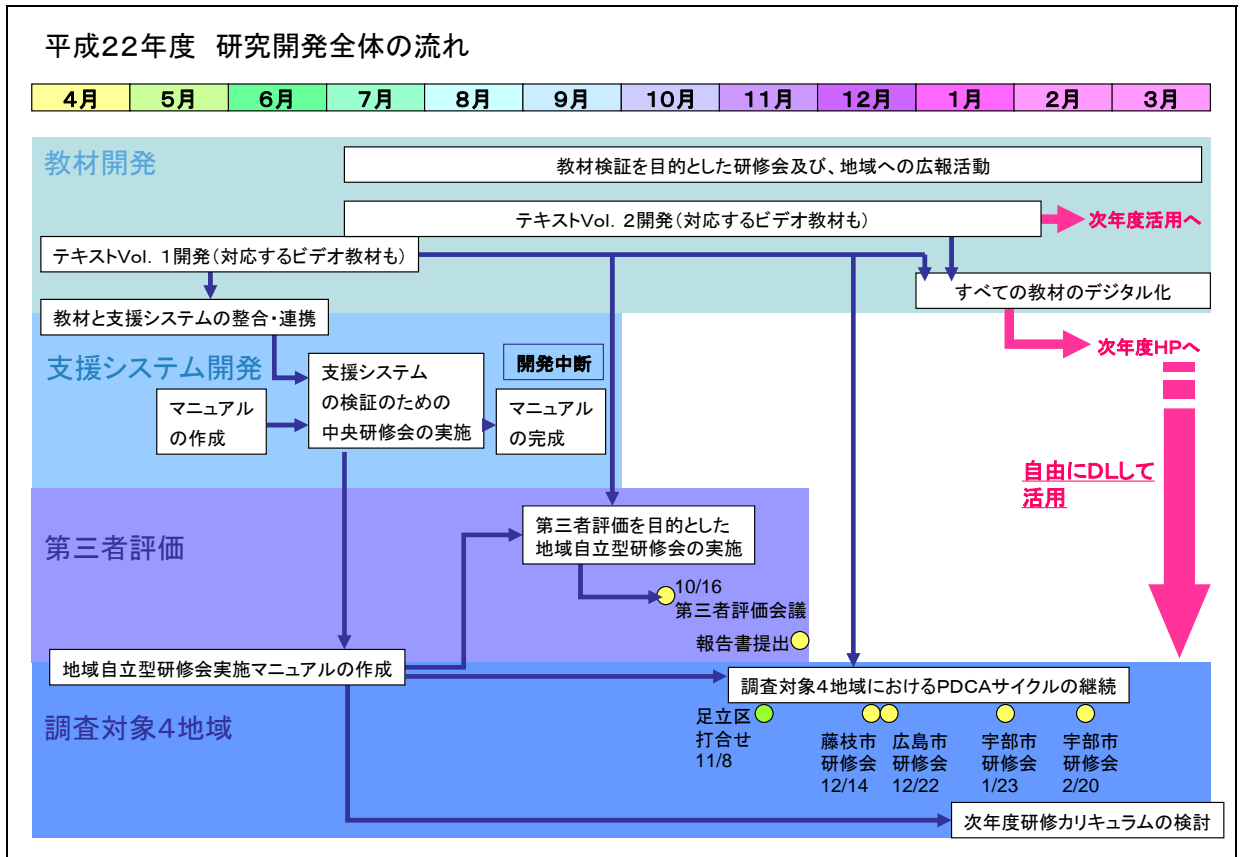 平成22年度 研究開発全体の流れ
4月 5月 6月 7月 8月 9月 10月 11月 12月 1月 2月 3月
教材開発
教材検証を目的とした研修会及び、地域への広報活動
テキストVol.2開発(対応するビデオ教材も)
次年度活用へ
テキストVol.1開発(対応するビデオ教材も)
すべての教材のデジタル化
教材と支援システムの整合・連携
次年度HPへ
支援システム開発
開発中断
支援システム
の検証のための
中央研修会の実施
マニュアル
の作成
マニュアル
の完成
自由にDLして
活用
第三者評価
第三者評価を目的とした
地域自立型研修会の実施
10/16
第三者評価会議
報告書提出
地域自立型研修会実施マニュアルの作成
調査対象4地域におけるPDCAサイクルの継続
調査対象4地域
足立区
打合せ
11/8
藤枝市
研修会
12/14
広島市
研修会
12/22
宇部市
研修会
1/23
宇部市
研修会
2/20
次年度研修カリキュラムの検討